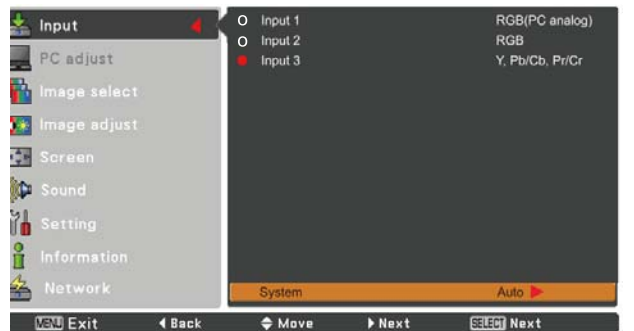 Input
PC adjust
Image select
Image adjust
Screen
Sound
Setting
Information
Network
O Input 1 RGB(PC analog)
O Input 2 RGB
Input 3 Y, Pb/Cb, Pr/Cr
System Auto
MENU Exit Back Move Next SELECT Next